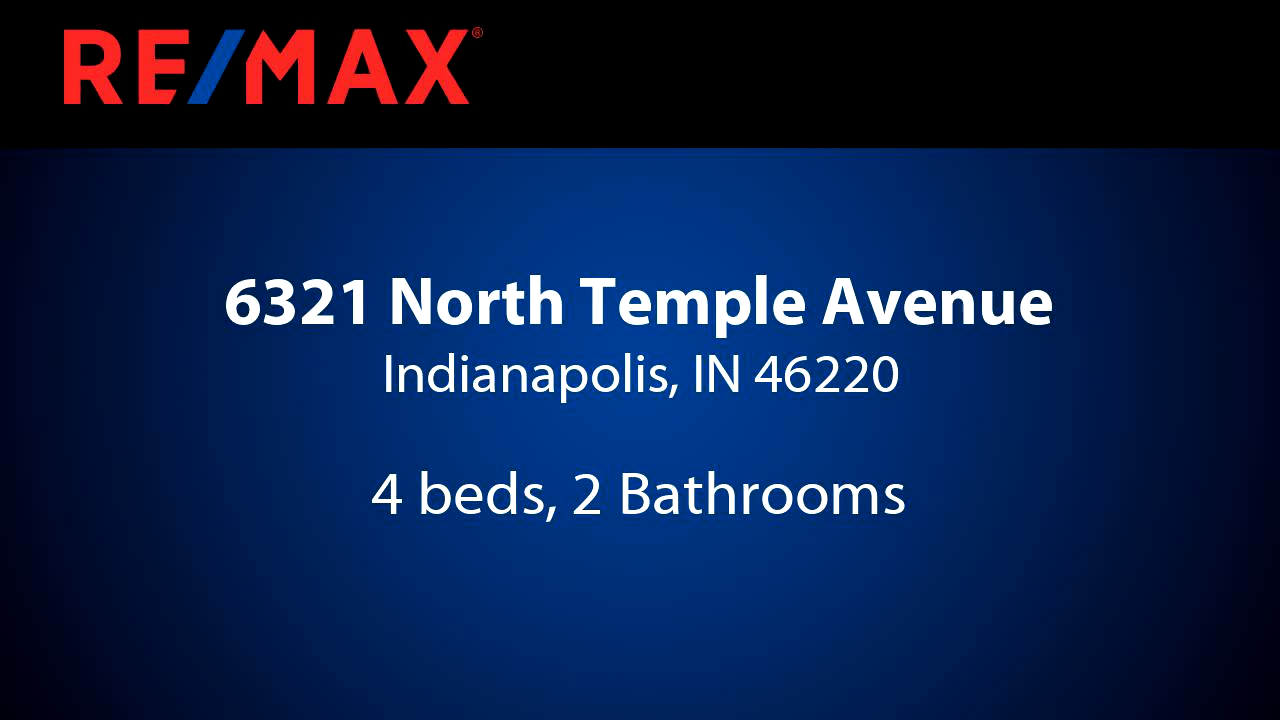 RE/MAX®
6321 North Temple Avenue
Indianapolis, IN 46220
4 beds, 2 Bathrooms